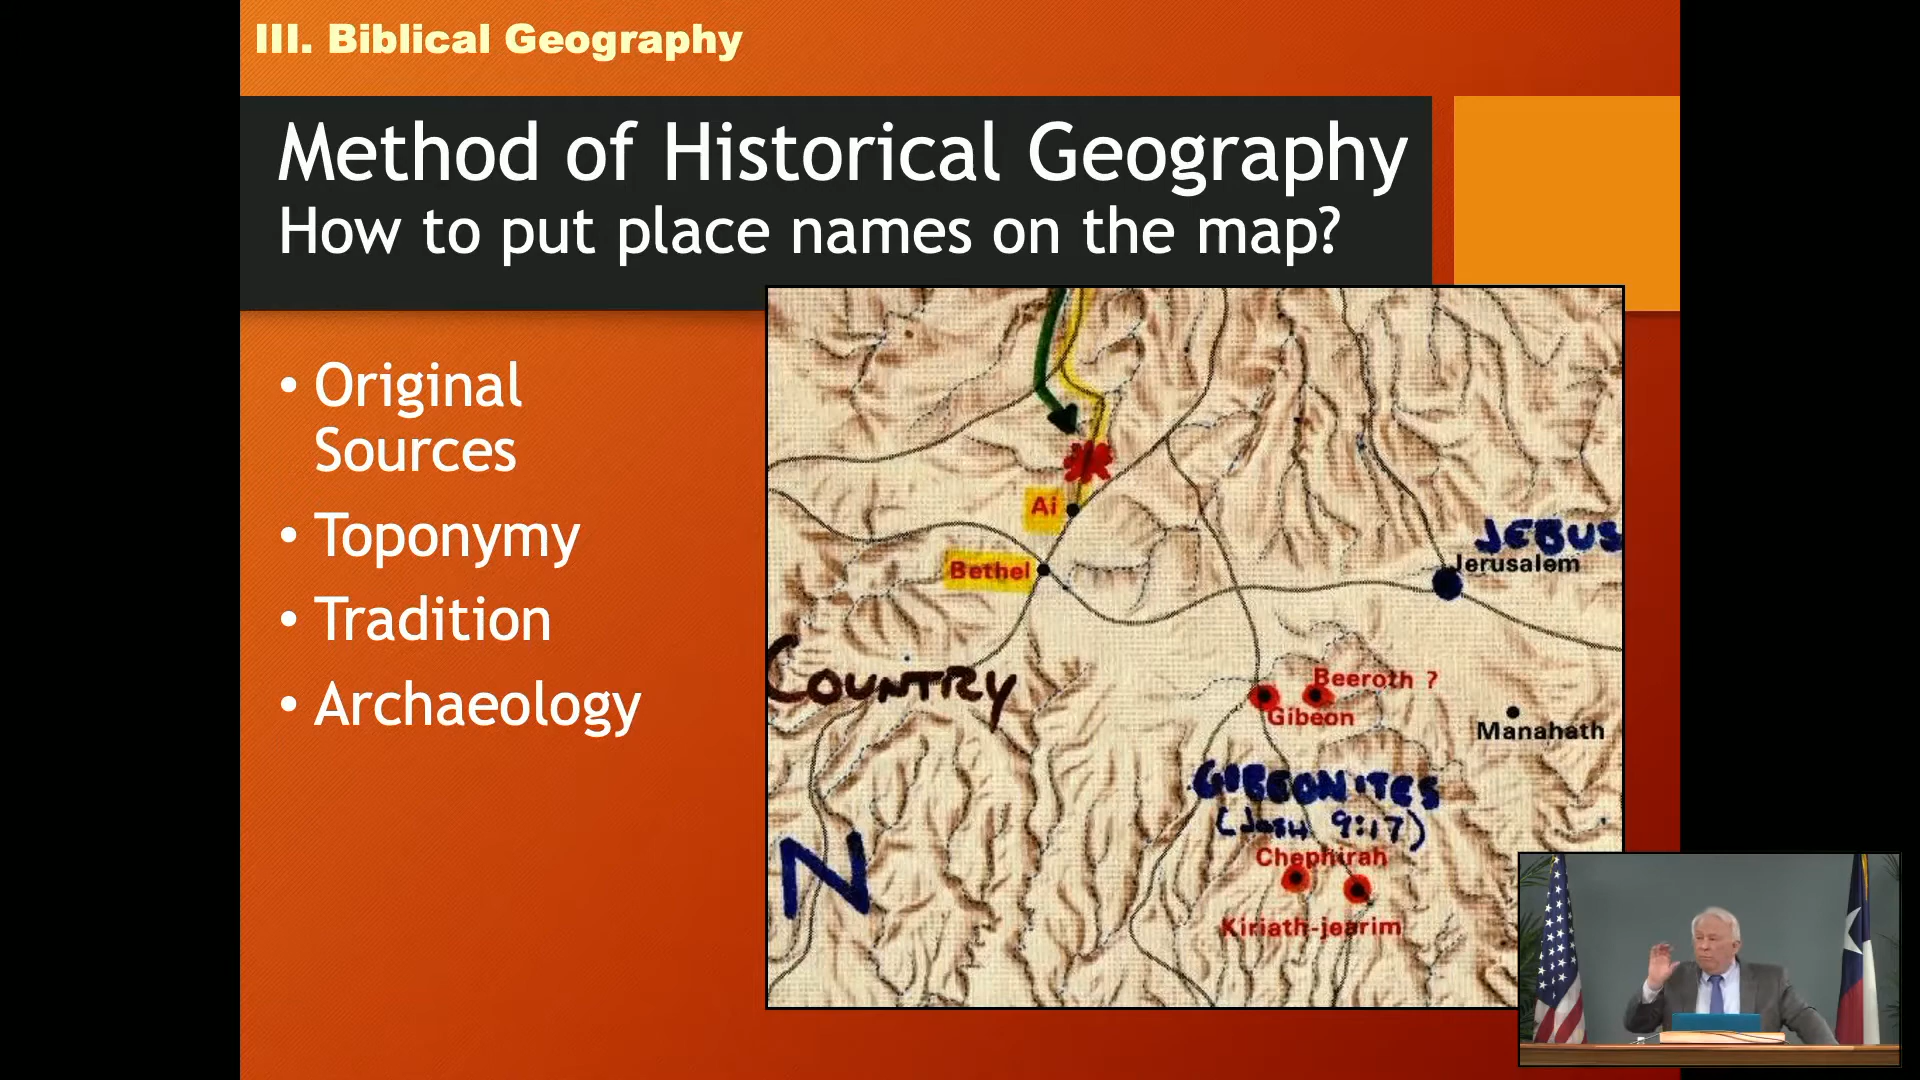 III. Biblical Geography
Method of Historical Geography
How to put place names on the map?
• Original
Sources
• Toponymy
• Tradition
• Archaeology
Ai
Bethel
JEBUS
Jerusalem
COUNTRY
Beeroth ?
Gibeon
Manahath
GIBEONITES
(Josh 9:17)
Chephirah
N
Kiriath-jearim